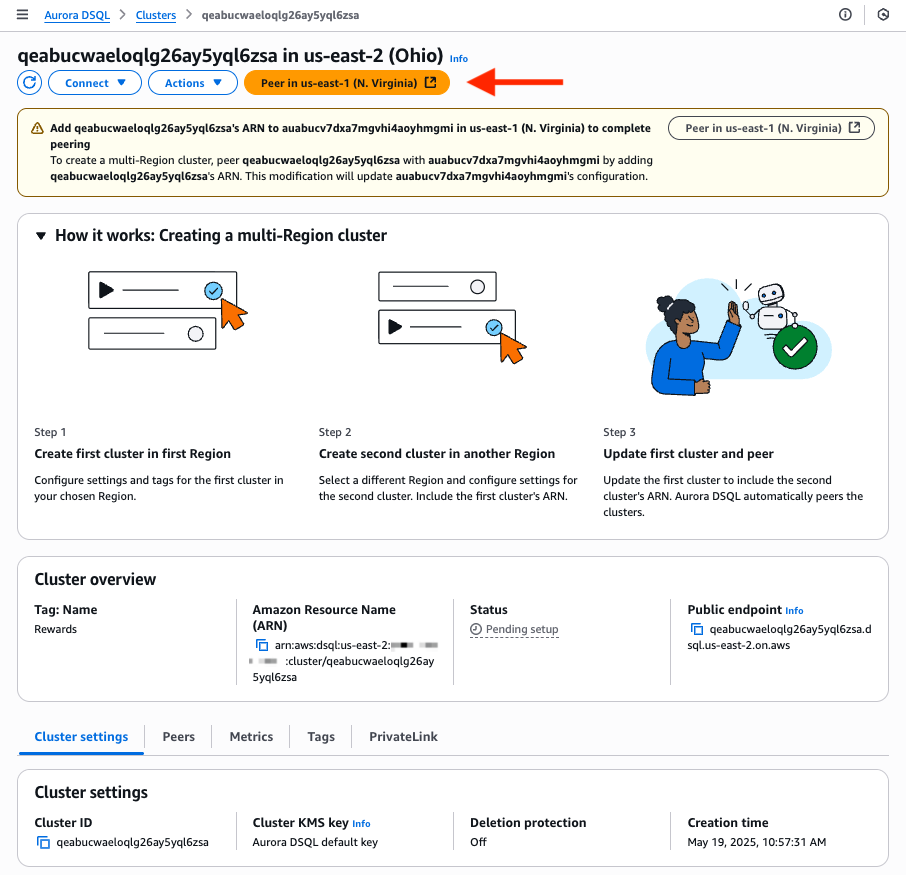 Aurora DSQL > Clusters > qeabucwaeloqlg26ay5yql6zsa
qeabucwaeloqlg26ay5yql6zsa in us-east-2 (Ohio) Info
Connect Actions Peer in us-east-1 (N. Virginia)
Add qeabucwaeloqlg26ay5yql6zsa's ARN to auabucv7dxa7mgvhi4aoyhmgmi in us-east-1 (N. Virginia) to complete
peering
Peer in us-east-1 (N. Virginia)
To create a multi-Region cluster, peer qeabucwaeloqlg26ay5yql6zsa with auabucv7dxa7mgvhi4aoyhmgmi by adding
qeabucwaeloqlg26ay5yql6zsa's ARN. This modification will update auabucv7dxa7mgvhi4aoyhmgmi's configuration.
How it works: Creating a multi-Region cluster
Step 1
Create first cluster in first Region
Configure settings and tags for the first cluster in
your chosen Region.
Step 2
Create second cluster in another Region
Select a different Region and configure settings for
the second cluster. Include the first cluster's ARN.
Step 3
Update first cluster and peer
Update the first cluster to include the second
cluster's ARN. Aurora DSQL automatically peers the
clusters.
Cluster overview
Tag: Name
Rewards
Amazon Resource Name
(ARN)
arn:aws:dsql:us-east-2:
:cluster/qeabucwaeloqlg26ay
5yql6zsa
Status
Pending setup
Public endpoint Info
qeabucwaeloqlg26ay5yql6zsa.d
sql.us-east-2.on.aws
Cluster settings Peers Metrics Tags PrivateLink
Cluster settings
Cluster ID
qeabucwaeloqlg26ay5yql6zsa
Cluster KMS key Info
Aurora DSQL default key
Deletion protection
Off
Creation time
May 19, 2025, 10:57:31 AM